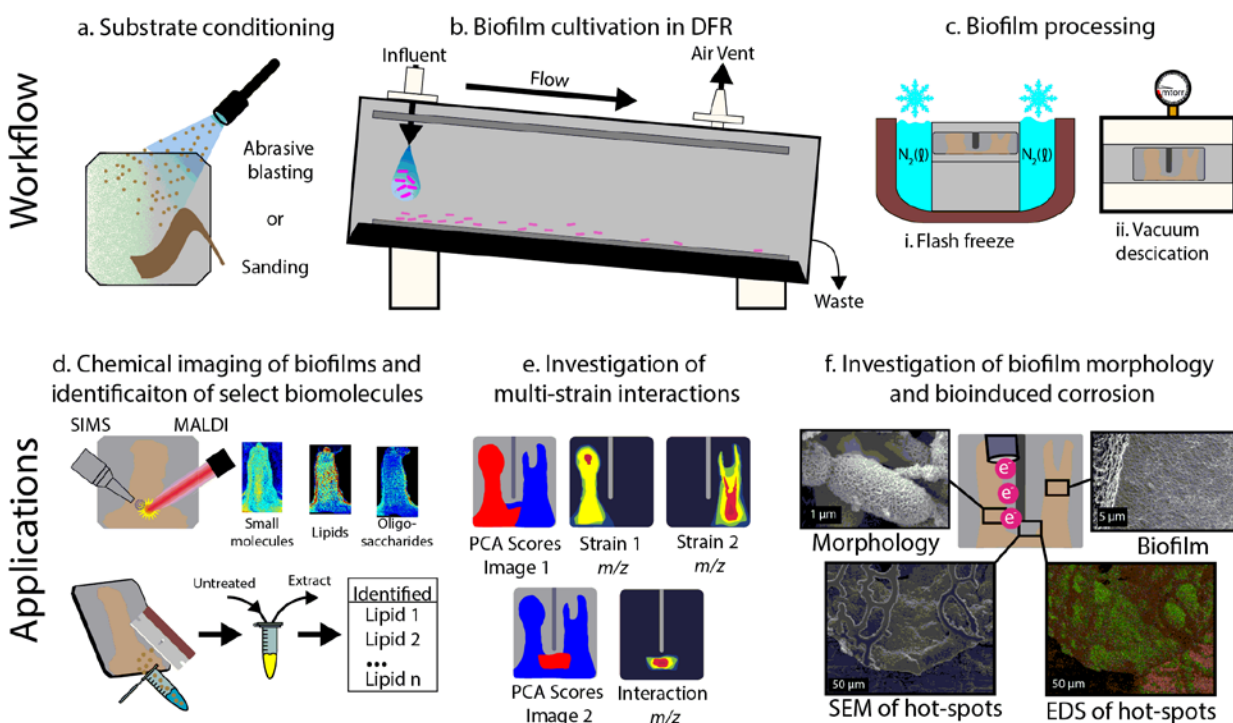 Workflow
a. Substrate conditioning
Abrasive
blasting
or
Sanding
b. Biofilm cultivation in DFR
Influent
Flow
Air Vent
Waste
c. Biofilm processing
N₂(ℓ)
N₂(ℓ)
mtorr
i. Flash freeze
ii. Vacuum
descication
Applications
d. Chemical imaging of biofilms and
identificaiton of select biomolecules
SIMS
MALDI
Small
molecules
Lipids
Oligo-
saccharides
Untreated
Extract
Identified
Lipid 1
Lipid 2
...
Lipid n
e. Investigation of
multi-strain interactions
PCA Scores
Image 1
Strain 1
m/z
Strain 2
m/z
PCA Scores
Image 2
Interaction
m/z
f. Investigation of biofilm morphology
and bioinduced corrosion
1 µm
Morphology
e⁻
e⁻
e⁻
5 µm
Biofilm
50 µm
SEM of hot-spots
50 µm
EDS of hot-spots